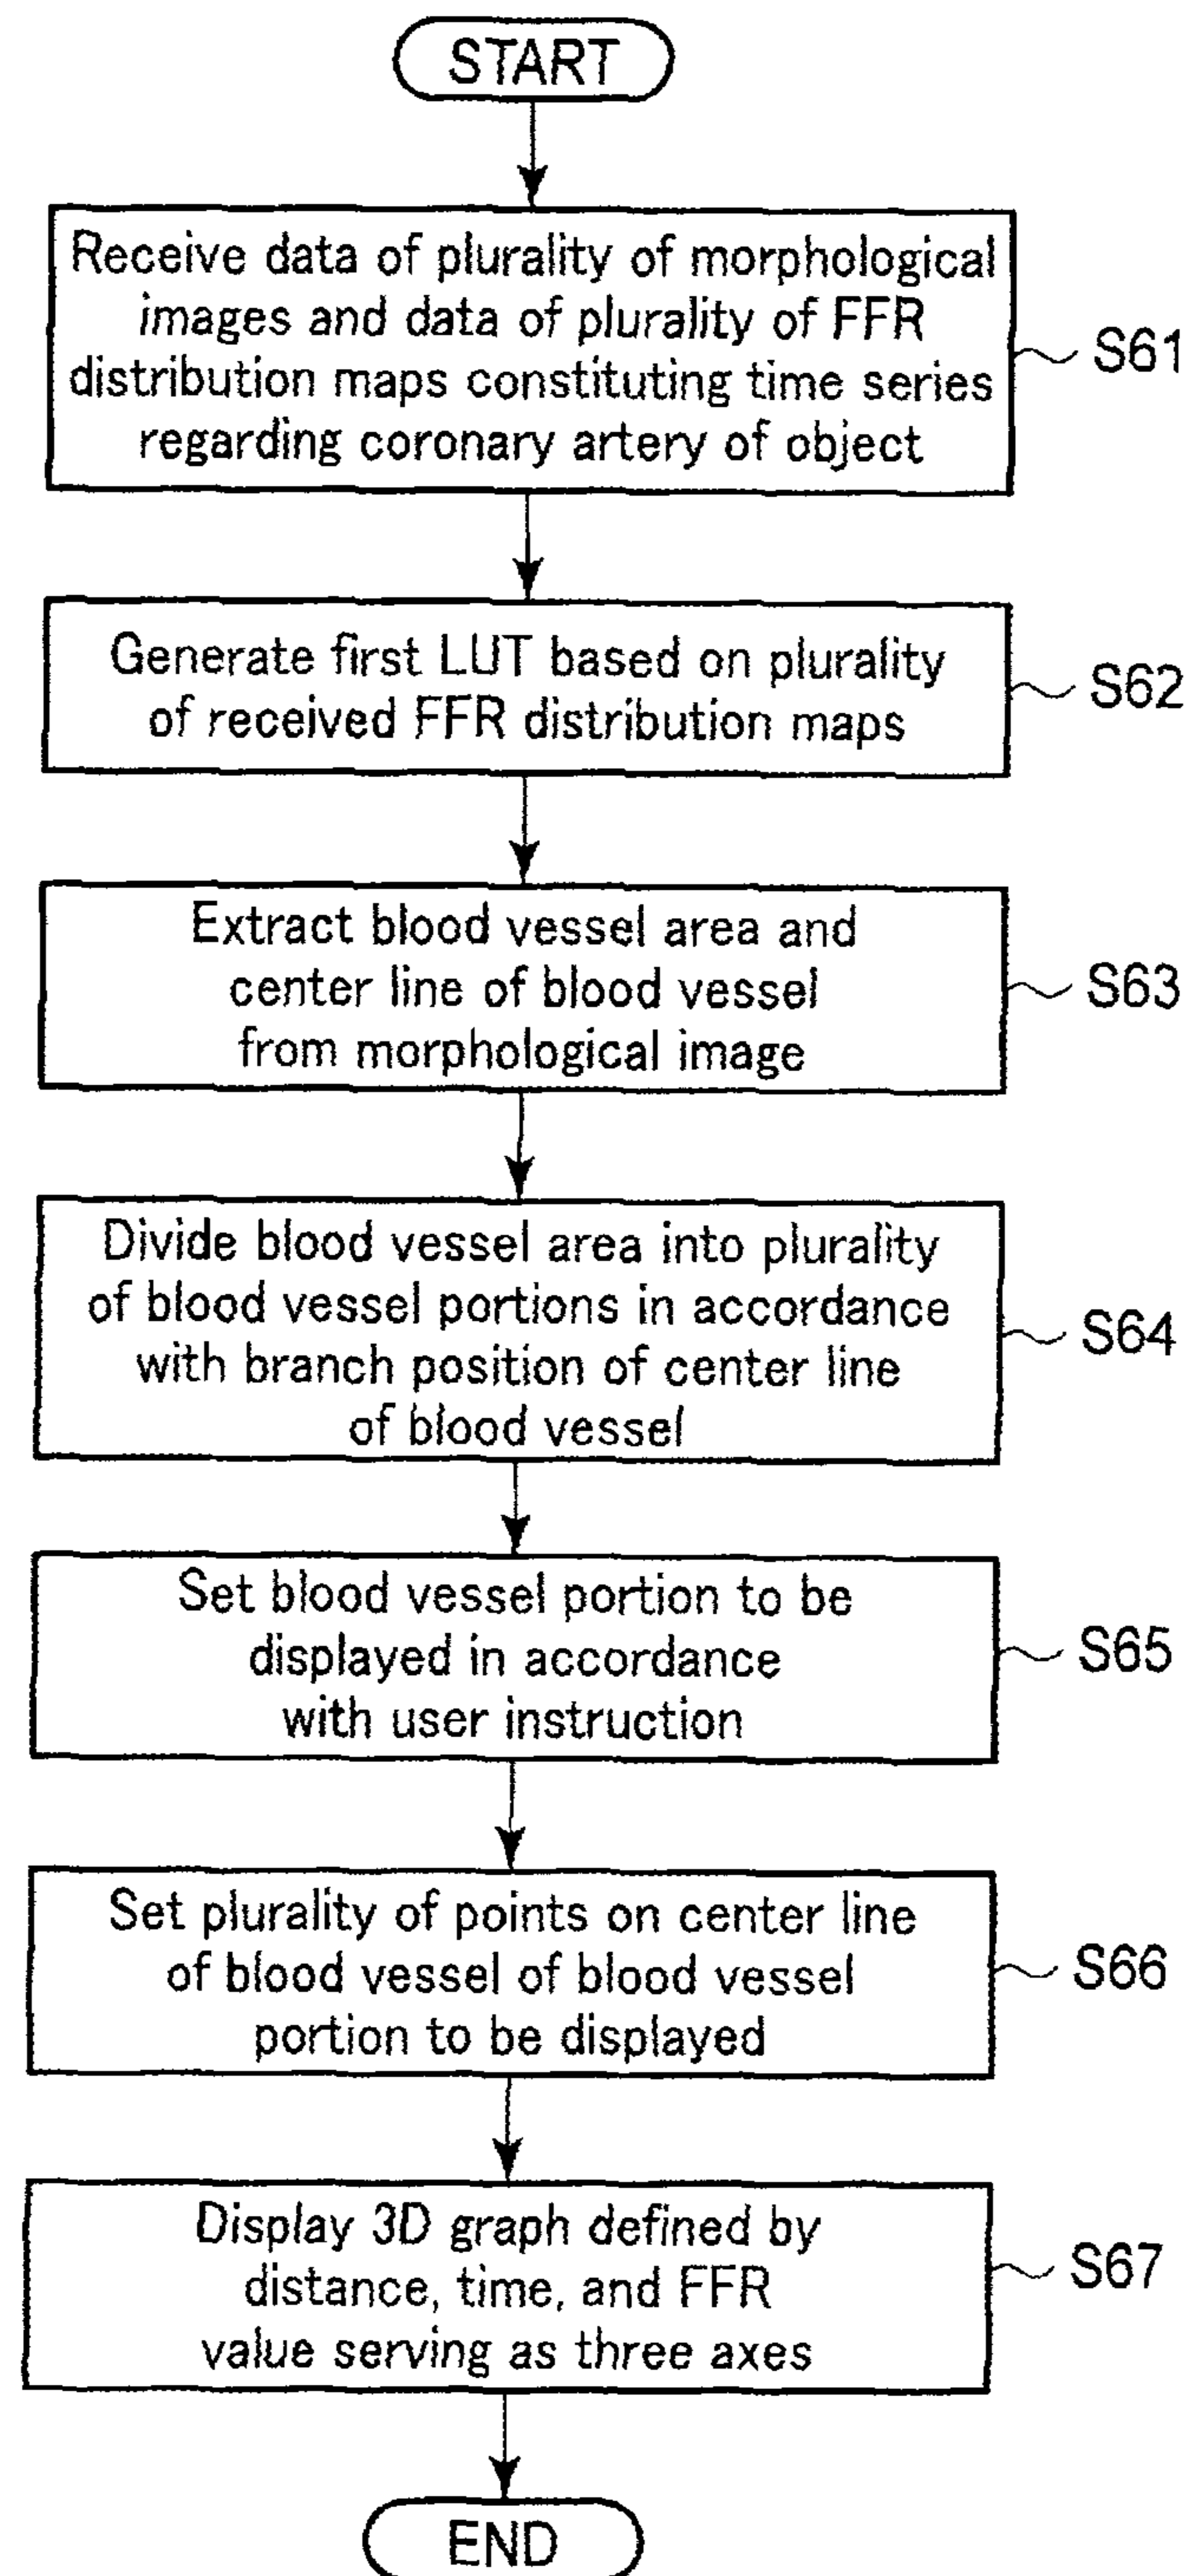 START
Receive data of plurality of morphological
images and data of plurality of FFR
distribution maps constituting time series
regarding coronary artery of object
S61
Generate first LUT based on plurality
of received FFR distribution maps
S62
Extract blood vessel area and
center line of blood vessel
from morphological image
S63
Divide blood vessel area into plurality
of blood vessel portions in accordance
with branch position of center line
of blood vessel
S64
Set blood vessel portion to be
displayed in accordance
with user instruction
S65
Set plurality of points on center line
of blood vessel of blood vessel
portion to be displayed
S66
Display 3D graph defined by
distance, time, and FFR
value serving as three axes
S67
END